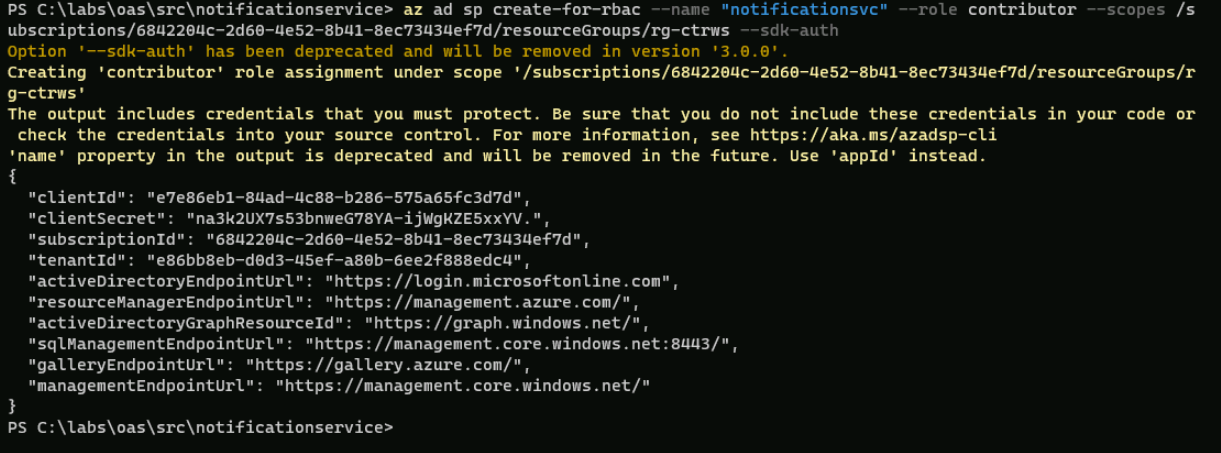 PS C:\labs\oas\src\notificationservice> az ad sp create-for-rbac --name "notificationsvc" --role contributor --scopes /s
ubscriptions/6842204c-2d60-4e52-8b41-8ec73434ef7d/resourceGroups/rg-ctrws --sdk-auth
Option '--sdk-auth' has been deprecated and will be removed in version '3.0.0'.
Creating 'contributor' role assignment under scope '/subscriptions/6842204c-2d60-4e52-8b41-8ec73434ef7d/resourceGroups/r
g-ctrws'
The output includes credentials that you must protect. Be sure that you do not include these credentials in your code or
 check the credentials into your source control. For more information, see https://aka.ms/azadsp-cli
'name' property in the output is deprecated and will be removed in the future. Use 'appId' instead.
{
  "clientId": "e7e86eb1-84ad-4c88-b286-575a65fc3d7d",
  "clientSecret": "na3k2UX7s53bnweG78YA-ijWgKZE5xxYV.",
  "subscriptionId": "6842204c-2d60-4e52-8b41-8ec73434ef7d",
  "tenantId": "e86bb8eb-d0d3-45ef-a80b-6ee2f888edc4",
  "activeDirectoryEndpointUrl": "https://login.microsoftonline.com",
  "resourceManagerEndpointUrl": "https://management.azure.com/",
  "activeDirectoryGraphResourceId": "https://graph.windows.net/",
  "sqlManagementEndpointUrl": "https://management.core.windows.net:8443/",
  "galleryEndpointUrl": "https://gallery.azure.com/",
  "managementEndpointUrl": "https://management.core.windows.net/"
}
PS C:\labs\oas\src\notificationservice>